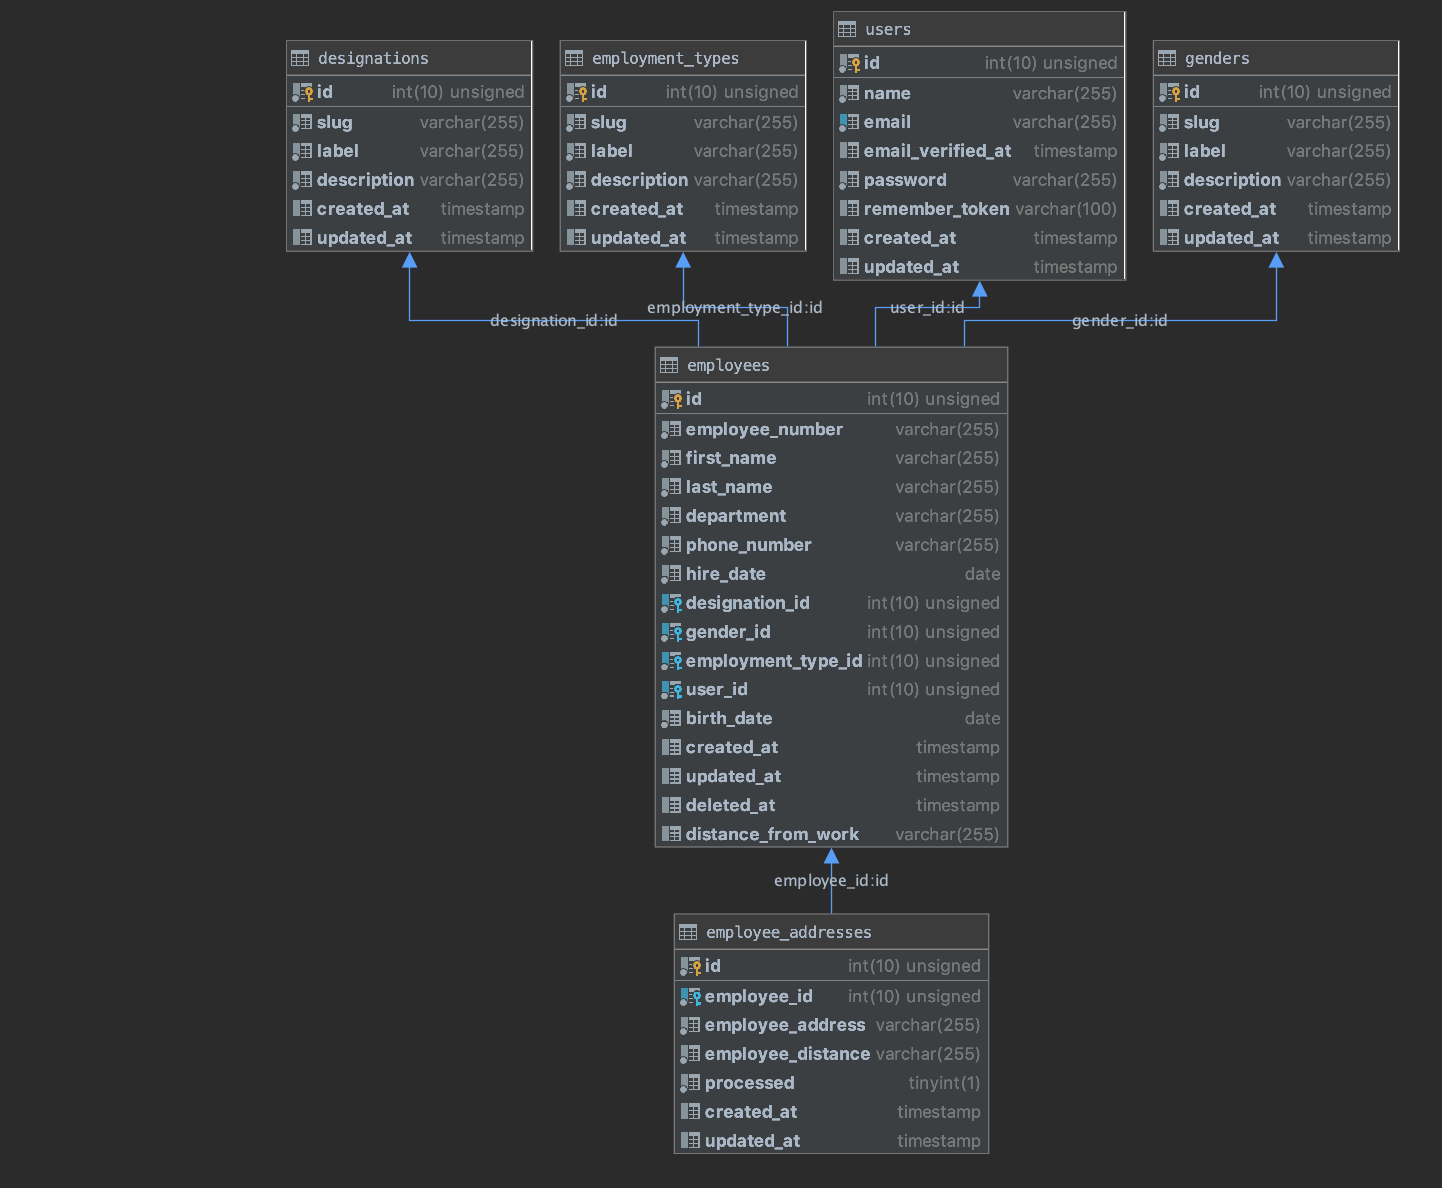 designations
id int(10) unsigned
slug varchar(255)
label varchar(255)
description varchar(255)
created_at timestamp
updated_at timestamp
employment_types
id int(10) unsigned
slug varchar(255)
label varchar(255)
description varchar(255)
created_at timestamp
updated_at timestamp
users
id int(10) unsigned
name varchar(255)
email varchar(255)
email_verified_at timestamp
password varchar(255)
remember_token varchar(100)
created_at timestamp
updated_at timestamp
genders
id int(10) unsigned
slug varchar(255)
label varchar(255)
description varchar(255)
created_at timestamp
updated_at timestamp
designation_id:id
employment_type_id:id
user_id:id
gender_id:id
employees
id int(10) unsigned
employee_number varchar(255)
first_name varchar(255)
last_name varchar(255)
department varchar(255)
phone_number varchar(255)
hire_date date
designation_id int(10) unsigned
gender_id int(10) unsigned
employment_type_id int(10) unsigned
user_id int(10) unsigned
birth_date date
created_at timestamp
updated_at timestamp
deleted_at timestamp
distance_from_work varchar(255)
employee_id:id
employee_addresses
id int(10) unsigned
employee_id int(10) unsigned
employee_address varchar(255)
employee_distance varchar(255)
processed tinyint(1)
created_at timestamp
updated_at timestamp